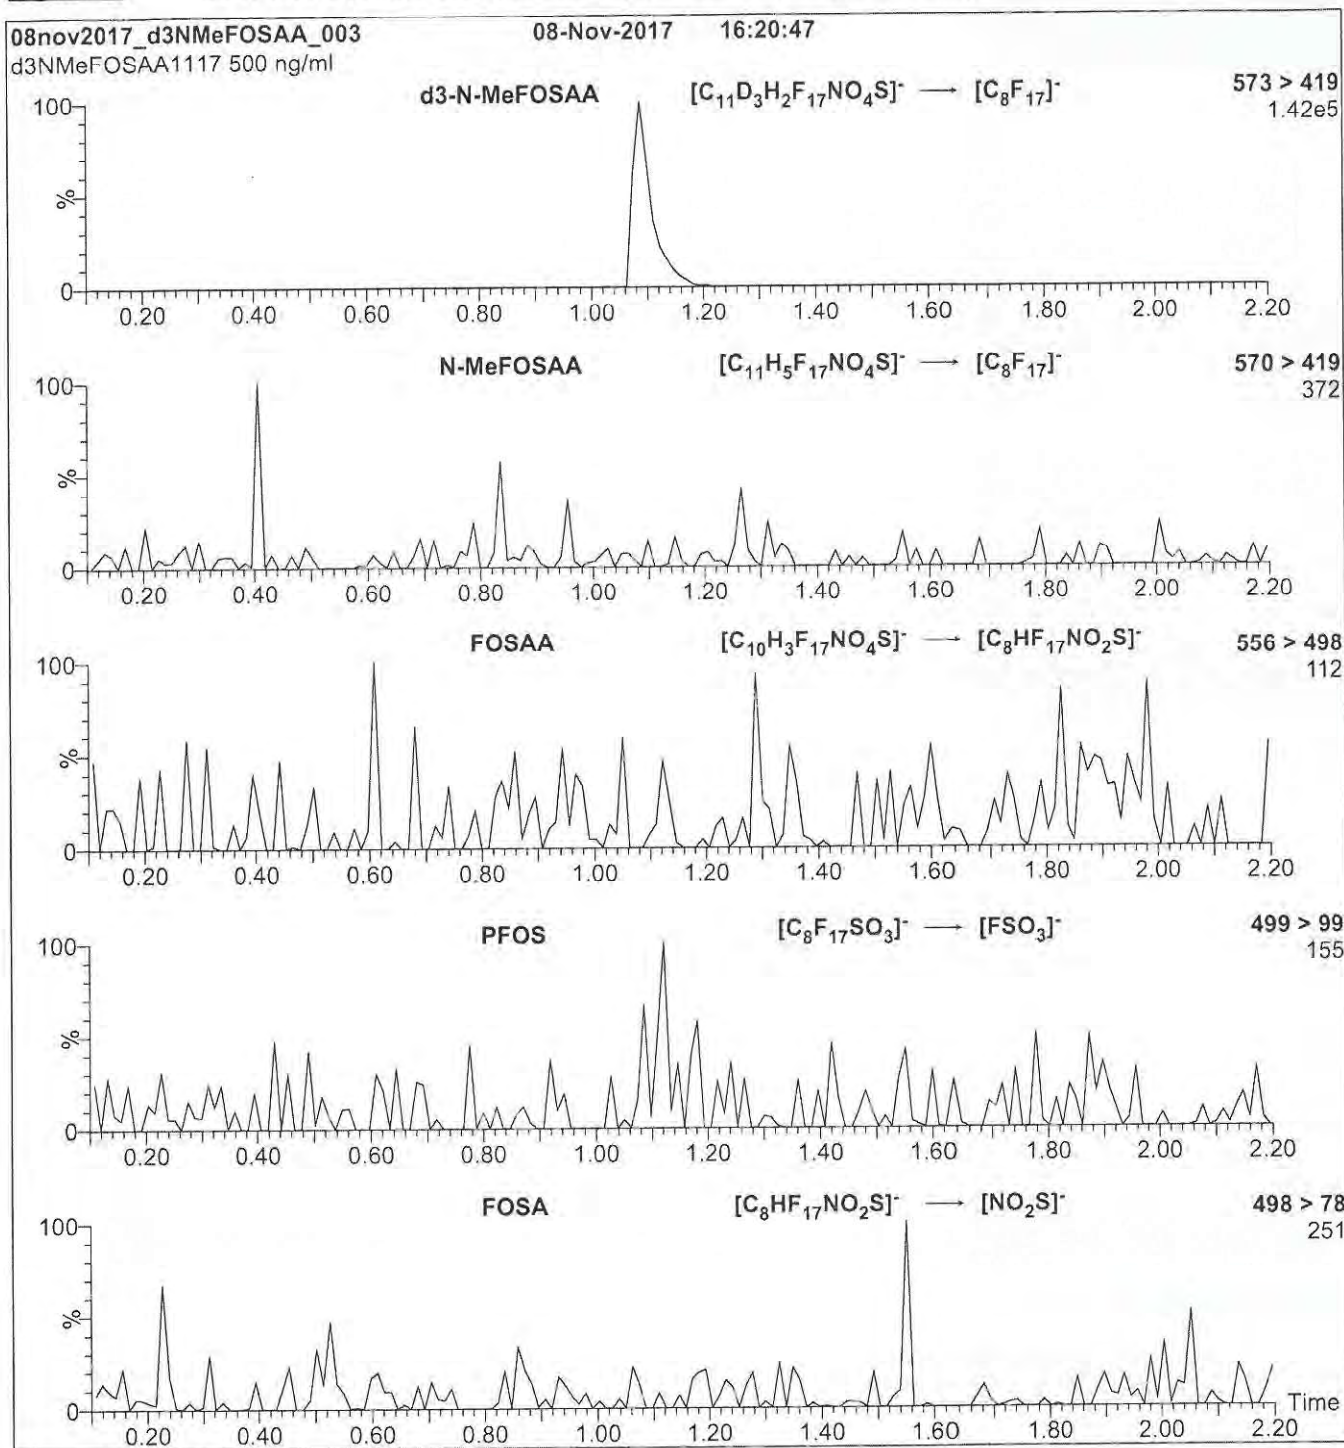 08nov2017_d3NMeFOSAA_003 08-Nov-2017 16:20:47
d3NMeFOSAA1117 500 ng/ml
d3-N-MeFOSAA [C₁₁D₃H₂F₁₇NO₄S]⁻ → [C₈F₁₇]⁻ 573 > 419
1.42e5
100
%
0
0.20 0.40 0.60 0.80 1.00 1.20 1.40 1.60 1.80 2.00 2.20
N-MeFOSAA [C₁₁H₅F₁₇NO₄S]⁻ → [C₈F₁₇]⁻ 570 > 419
372
100
%
0
0.20 0.40 0.60 0.80 1.00 1.20 1.40 1.60 1.80 2.00 2.20
FOSAA [C₁₀H₃F₁₇NO₄S]⁻ → [C₈HF₁₇NO₂S]⁻ 556 > 498
112
100
%
0
0.20 0.40 0.60 0.80 1.00 1.20 1.40 1.60 1.80 2.00 2.20
PFOS [C₈F₁₇SO₃]⁻ → [FSO₃]⁻ 499 > 99
155
100
%
0
0.20 0.40 0.60 0.80 1.00 1.20 1.40 1.60 1.80 2.00 2.20
FOSA [C₈HF₁₇NO₂S]⁻ → [NO₂S]⁻ 498 > 78
251
100
%
0
Time
0.20 0.40 0.60 0.80 1.00 1.20 1.40 1.60 1.80 2.00 2.20